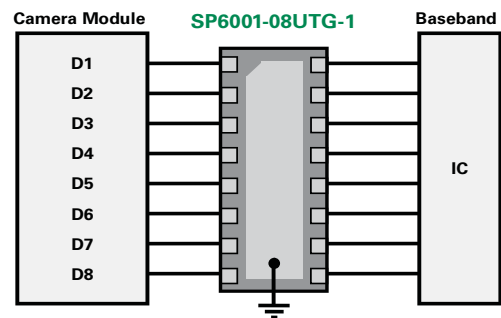 Camera Module
SP6001-08UTG-1
Baseband
D1
D2
D3
D4
D5
D6
D7
D8
IC